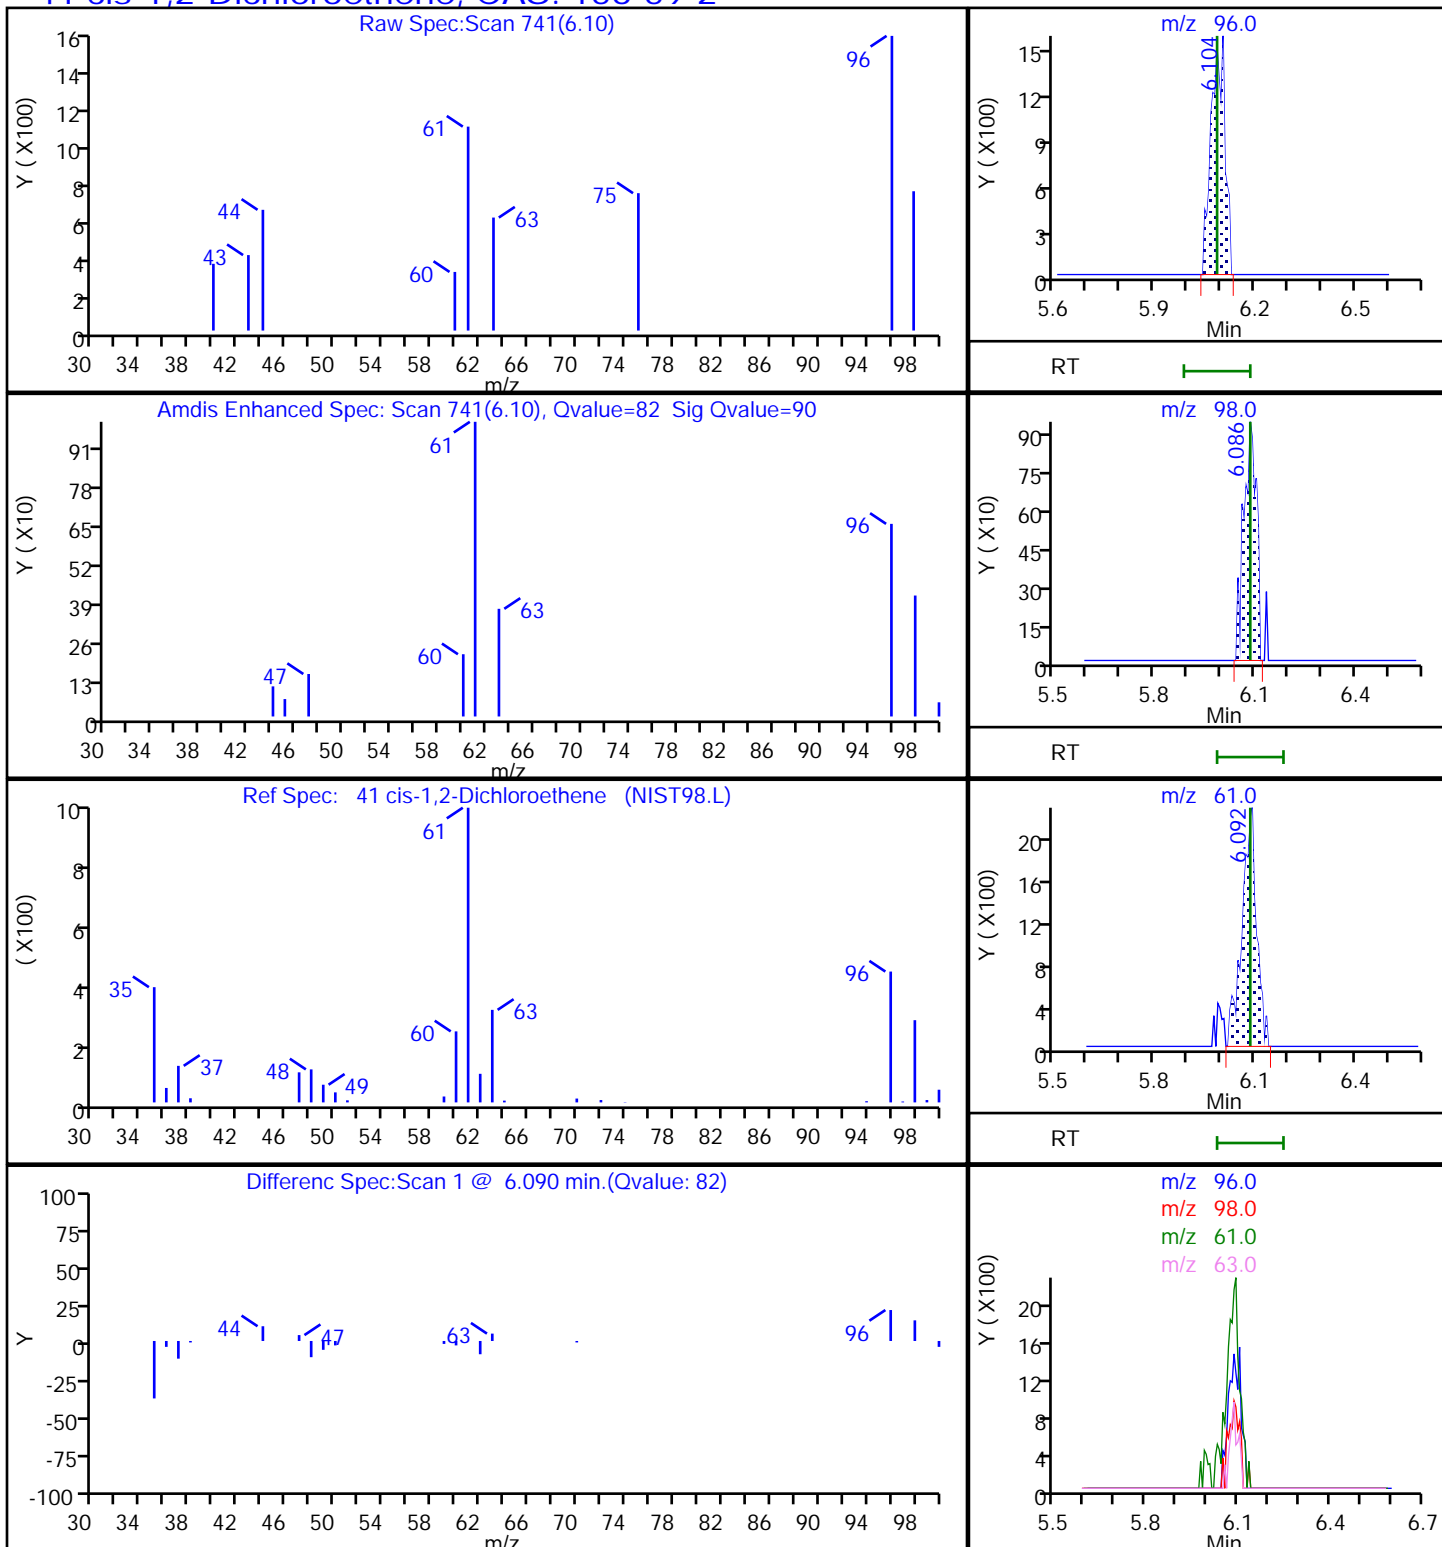 cis-1,2-Dichloroethene, CAS: 156-59-2
Raw Spec:Scan 741(6.10)
Y ( X100)
16
14
12
10
8
6
4
2
0
43
44
60
61
63
75
96
30 34 38 42 46 50 54 58 62 66 70 74 78 82 86 90 94 98
m/z
m/z 96.0
Y ( X100)
15
12
9
6
3
0
6.104
5.6 5.9 6.2 6.5
Min
RT
Amdis Enhanced Spec: Scan 741(6.10), Qvalue=82 Sig Qvalue=90
Y ( X10)
91
78
65
52
39
26
13
0
47
60
61
63
96
30 34 38 42 46 50 54 58 62 66 70 74 78 82 86 90 94 98
m/z
m/z 98.0
Y ( X10)
90
75
60
45
30
15
0
6.086
5.5 5.8 6.1 6.4
Min
RT
Ref Spec: 41 cis-1,2-Dichloroethene (NIST98.L)
( X100)
10
8
6
4
2
0
35
37
48
49
60
61
63
96
30 34 38 42 46 50 54 58 62 66 70 74 78 82 86 90 94 98
m/z 61.0
Y ( X100)
20
16
12
8
4
0
6.092
5.5 5.8 6.1 6.4
Min
RT
Differenc Spec:Scan 1 @ 6.090 min.(Qvalue: 82)
Y
100
75
50
25
0
-25
-50
-75
-100
44
47
63
96
30 34 38 42 46 50 54 58 62 66 70 74 78 82 86 90 94 98
m/z
m/z 96.0
m/z 98.0
m/z 61.0
m/z 63.0
Y ( X100)
20
16
12
8
4
0
5.5 5.8 6.1 6.4 6.7
Min